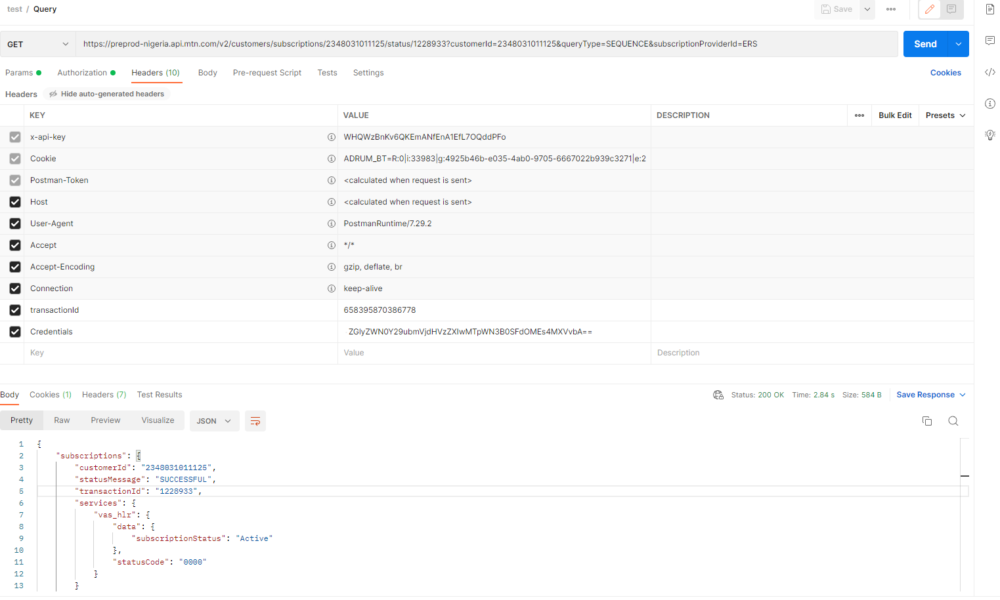 test / Query
Save
GET https://preprod-nigeria.api.mtn.com/v2/customers/subscriptions/2348031011125/status/1228933?customerId=2348031011125&queryType=SEQUENCE&subscriptionProviderId=ERS Send
Params Authorization Headers (10) Body Pre-request Script Tests Settings Cookies
Headers Hide auto-generated headers
KEY VALUE DESCRIPTION Bulk Edit Presets
x-api-key WHQWzBnKv6QKEmANfEnA1EfL7OQddPFo
Cookie ADRUM_BT=R:0|i:33983|g:4925b46b-e035-4ab0-9705-6667022b939c3271|e:2
Postman-Token <calculated when request is sent>
Host <calculated when request is sent>
User-Agent PostmanRuntime/7.29.2
Accept */*
Accept-Encoding gzip, deflate, br
Connection keep-alive
transactionId 658395870386778
Credentials ZGlyZWN0Y29ubmVjdHVzZXIwMTpWN3B0SFdOMEs4MXVvbA==
Key Value Description
Body Cookies (1) Headers (7) Test Results Status: 200 OK Time: 2.84 s Size: 584 B Save Response
Pretty Raw Preview Visualize JSON
1 {
2 "subscriptions": {
3 "customerId": "2348031011125",
4 "statusMessage": "SUCCESSFUL",
5 "transactionId": "1228933",
6 "services": {
7 "vas_hlr": {
8 "data": {
9 "subscriptionStatus": "Active"
10 },
11 "statusCode": "0000"
12 }
13 }